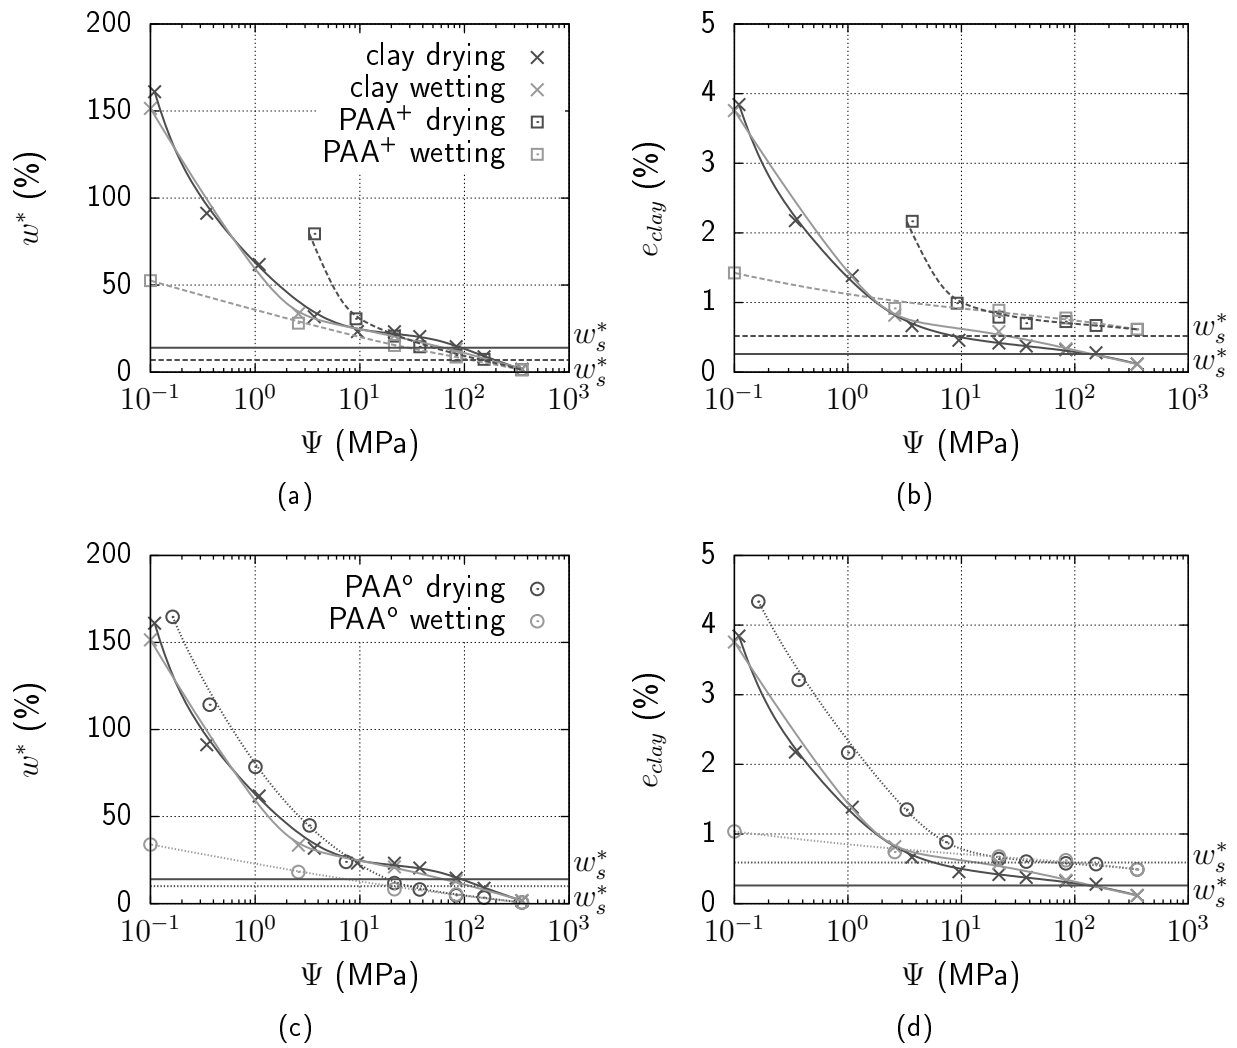 200
150
100
50
0
w* (%)
clay drying
clay wetting
PAA⁺ drying
PAA⁺ wetting
w*ₛ
w*ₛ
10⁻¹ 10⁰ 10¹ 10² 10³
Ψ (MPa)
(a)
5
4
3
2
1
0
e_clay (%)
w*ₛ
w*ₛ
10⁻¹ 10⁰ 10¹ 10² 10³
Ψ (MPa)
(b)
200
150
100
50
0
w* (%)
PAA° drying
PAA° wetting
w*ₛ
w*ₛ
10⁻¹ 10⁰ 10¹ 10² 10³
Ψ (MPa)
(c)
5
4
3
2
1
0
e_clay (%)
w*ₛ
w*ₛ
10⁻¹ 10⁰ 10¹ 10² 10³
Ψ (MPa)
(d)